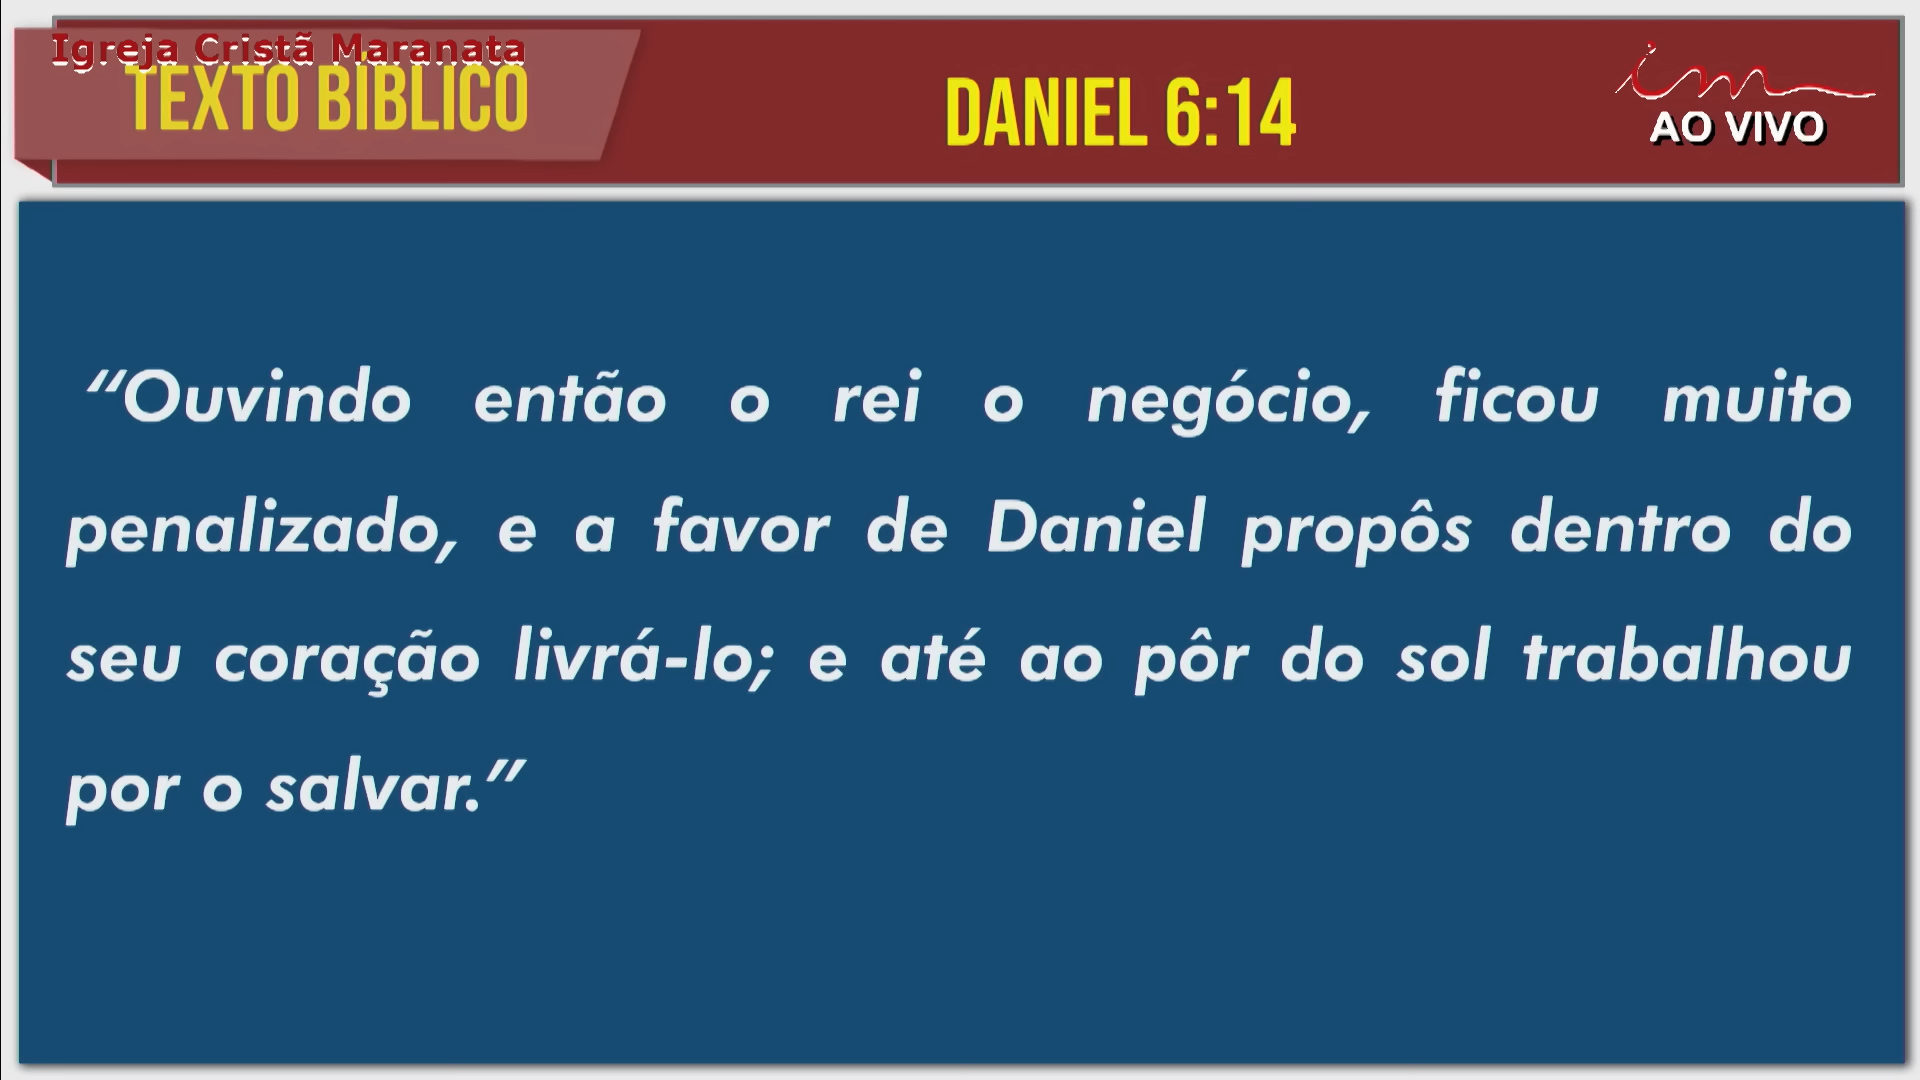 Igreja Cristã Maranata
TEXTO BÍBLICO
DANIEL 6:14
im
AO VIVO
“Ouvindo então o rei o negócio, ficou muito
penalizado, e a favor de Daniel propôs dentro do
seu coração livrá-lo; e até ao pôr do sol trabalhou
por o salvar.”